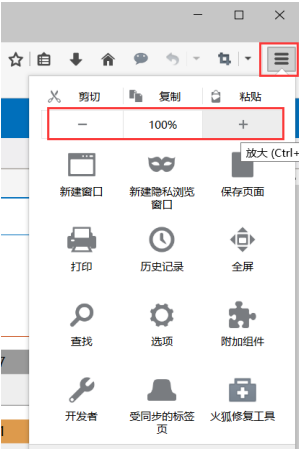 剪切 复制 粘贴
− 100% +
放大 (Ctrl+
新建窗口 新建隐私浏览窗口 保存页面
打印 历史记录 全屏
查找 选项 附加组件
开发者 受同步的标签页 火狐修复工具
7
1